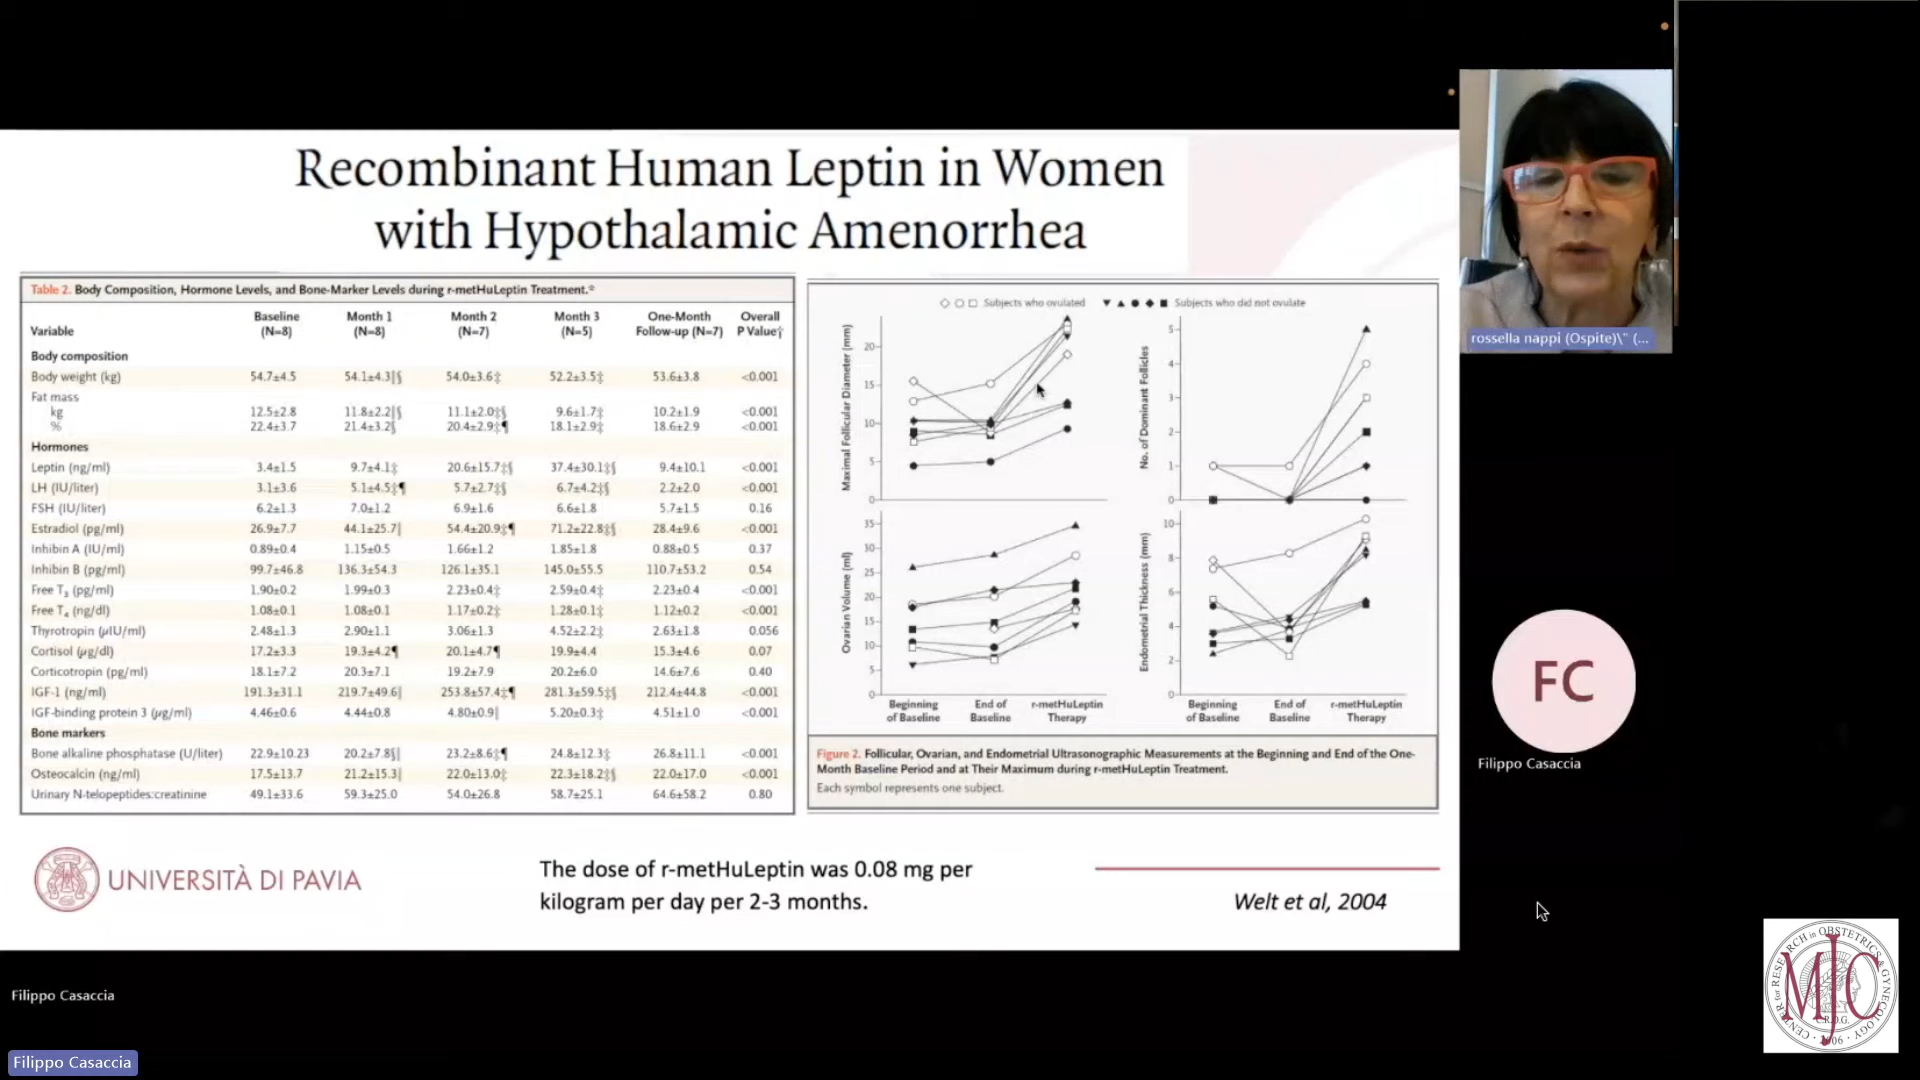 Recombinant Human Leptin in Women
with Hypothalamic Amenorrhea
rossella nappi (Ospite)\" (...
Table 2. Body Composition, Hormone Levels, and Bone-Marker Levels during r-metHuLeptin Treatment.*
Variable Baseline (N=8) Month 1 (N=8) Month 2 (N=7) Month 3 (N=5) One-Month Follow-up (N=7) Overall P Value†
Body composition
Body weight (kg) 54.7±4.5 54.1±4.3‖§ 54.0±3.6‡ 52.2±3.5‡ 53.6±3.8 <0.001
Fat mass
kg 12.5±2.8 11.8±2.2‖§ 11.1±2.0‡§ 9.6±1.7‡ 10.2±1.9 <0.001
% 22.4±3.7 21.4±3.2§ 20.4±2.9‡¶ 18.1±2.9‡ 18.6±2.9 <0.001
Hormones
Leptin (ng/ml) 3.4±1.5 9.7±4.1‡ 20.6±15.7‡§ 37.4±30.1‡§ 9.4±10.1 <0.001
LH (IU/liter) 3.1±3.6 5.1±4.5‡¶ 5.7±2.7‡§ 6.7±4.2‡§ 2.2±2.0 <0.001
FSH (IU/liter) 6.2±1.3 7.0±1.2 6.9±1.6 6.6±1.8 5.7±1.5 0.16
Estradiol (pg/ml) 26.9±7.7 44.1±25.7‖ 54.4±20.9‡¶ 71.2±22.8‡§ 28.4±9.6 <0.001
Inhibin A (IU/ml) 0.89±0.4 1.15±0.5 1.66±1.2 1.85±1.8 0.88±0.5 0.37
Inhibin B (pg/ml) 99.7±46.8 136.3±54.3 126.1±35.1 145.0±55.5 110.7±53.2 0.54
Free T3 (pg/ml) 1.90±0.2 1.99±0.3 2.23±0.4‡ 2.59±0.4‡ 2.23±0.4 <0.001
Free T4 (ng/dl) 1.08±0.1 1.08±0.1 1.17±0.2‡ 1.28±0.1‡ 1.12±0.2 <0.001
Thyrotropin (µIU/ml) 2.48±1.3 2.90±1.1 3.06±1.3 4.52±2.2‡ 2.63±1.8 0.056
Cortisol (µg/dl) 17.2±3.3 19.3±4.2¶ 20.1±4.7¶ 19.9±4.4 15.3±4.6 0.07
Corticotropin (pg/ml) 18.1±7.2 20.3±7.1 19.2±7.9 20.2±6.0 14.6±7.6 0.40
IGF-1 (ng/ml) 191.3±31.1 219.7±49.6‖ 253.8±57.4‡¶ 281.3±59.5‡§ 212.4±44.8 <0.001
IGF-binding protein 3 (µg/ml) 4.46±0.6 4.44±0.8 4.80±0.9‖ 5.20±0.3‡ 4.51±1.0 <0.001
Bone markers
Bone alkaline phosphatase (U/liter) 22.9±10.23 20.2±7.8§‖ 23.2±8.6‡¶ 24.8±12.3‡ 26.8±11.1 <0.001
Osteocalcin (ng/ml) 17.5±13.7 21.2±15.3‖ 22.0±13.0‡ 22.3±18.2‡§ 22.0±17.0 <0.001
Urinary N-telopeptides:creatinine 49.1±33.6 59.3±25.0 54.0±26.8 58.7±25.1 64.6±58.2 0.80
Subjects who ovulated Subjects who did not ovulate
Maximal Follicular Diameter (mm)
20
15
10
5
0
No. of Dominant Follicles
5
4
3
2
1
0
Ovarian Volume (ml)
35
30
25
20
15
10
5
0
Endometrial Thickness (mm)
10
8
6
4
2
0
Beginning of Baseline End of Baseline r-metHuLeptin Therapy
Beginning of Baseline End of Baseline r-metHuLeptin Therapy
Figure 2. Follicular, Ovarian, and Endometrial Ultrasonographic Measurements at the Beginning and End of the One-
Month Baseline Period and at Their Maximum during r-metHuLeptin Treatment.
Each symbol represents one subject.
FC
Filippo Casaccia
UNIVERSITÀ DI PAVIA
The dose of r-metHuLeptin was 0.08 mg per
kilogram per day per 2-3 months.
Welt et al, 2004
CENTER for RESEARCH in OBSTETRICS & GYNECOLOGY
MJC
C.R.O.G.
Filippo Casaccia
Filippo Casaccia